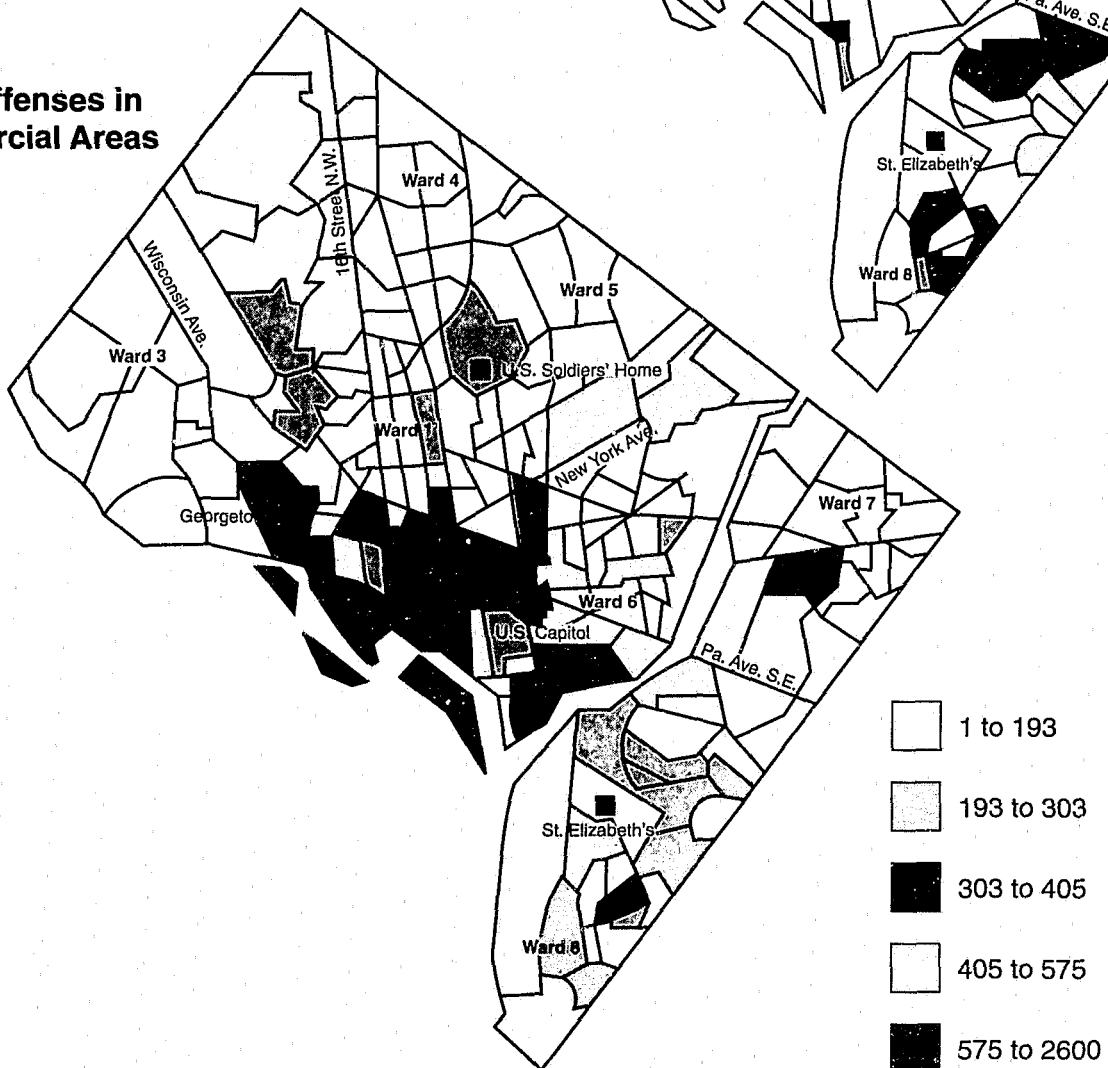 Pa. Ave. S.E
ffenses in
rcial Areas
St. Elizabeth's
Ward 8
Ward 4
16th Street N.W.
Wisconsin Ave.
Ward 5
Ward 3
U.S. Soldiers' Home
Ward 1
New York Ave.
Georgeto
Ward 7
Ward 6
U.S. Capitol
Pa. Ave. S.E.
St. Elizabeth's
Ward 8
1 to 193
193 to 303
303 to 405
405 to 575
575 to 2600